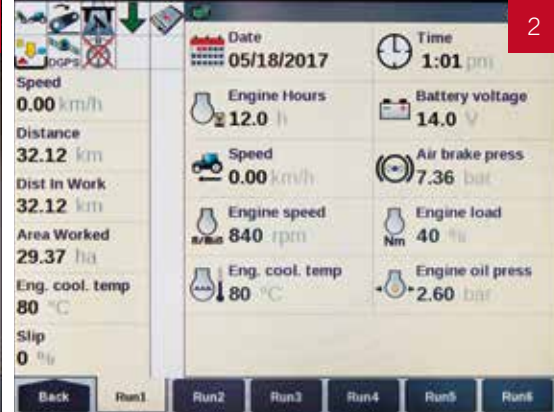 2
DGPS
Speed
0.00 km/h
Distance
32.12 km
Dist In Work
32.12 km
Area Worked
29.37 ha
Eng. cool. temp
80 °C
Slip
0 %
Date
05/18/2017
Time
1:01 pm
Engine Hours
12.0 h
Battery voltage
14.0 V
Speed
0.00 km/h
Air brake press
7.36 bar
Engine speed
840 rpm
Engine load
Nm 40 %
Eng. cool. temp
80 °C
Engine oil press
2.60 bar
Back Run1 Run2 Run3 Run4 Run5 Run6